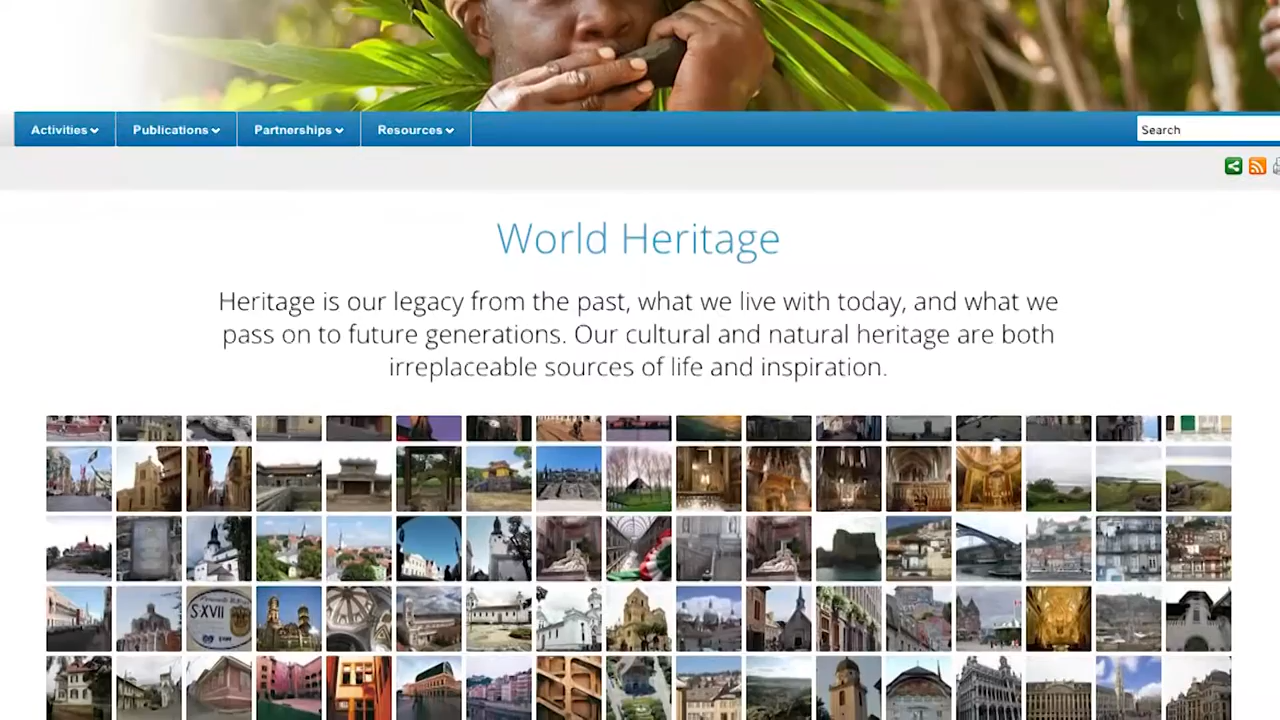 Activities
Publications
Partnerships
Resources
Search
World Heritage
Heritage is our legacy from the past, what we live with today, and what we
pass on to future generations. Our cultural and natural heritage are both
irreplaceable sources of life and inspiration.
S.XVII